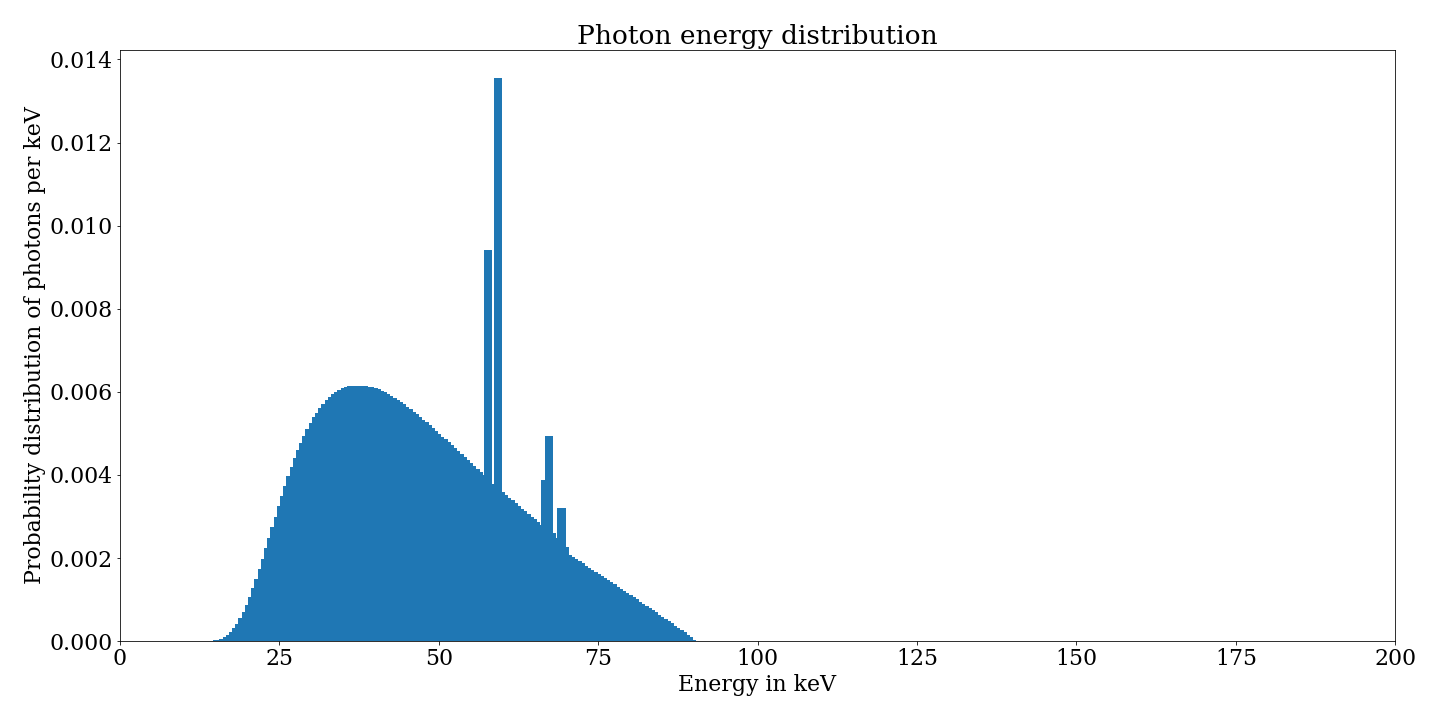 Photon energy distribution
Probability distribution of photons per keV
0.014
0.012
0.010
0.008
0.006
0.004
0.002
0.000
0 25 50 75 100 125 150 175 200
Energy in keV